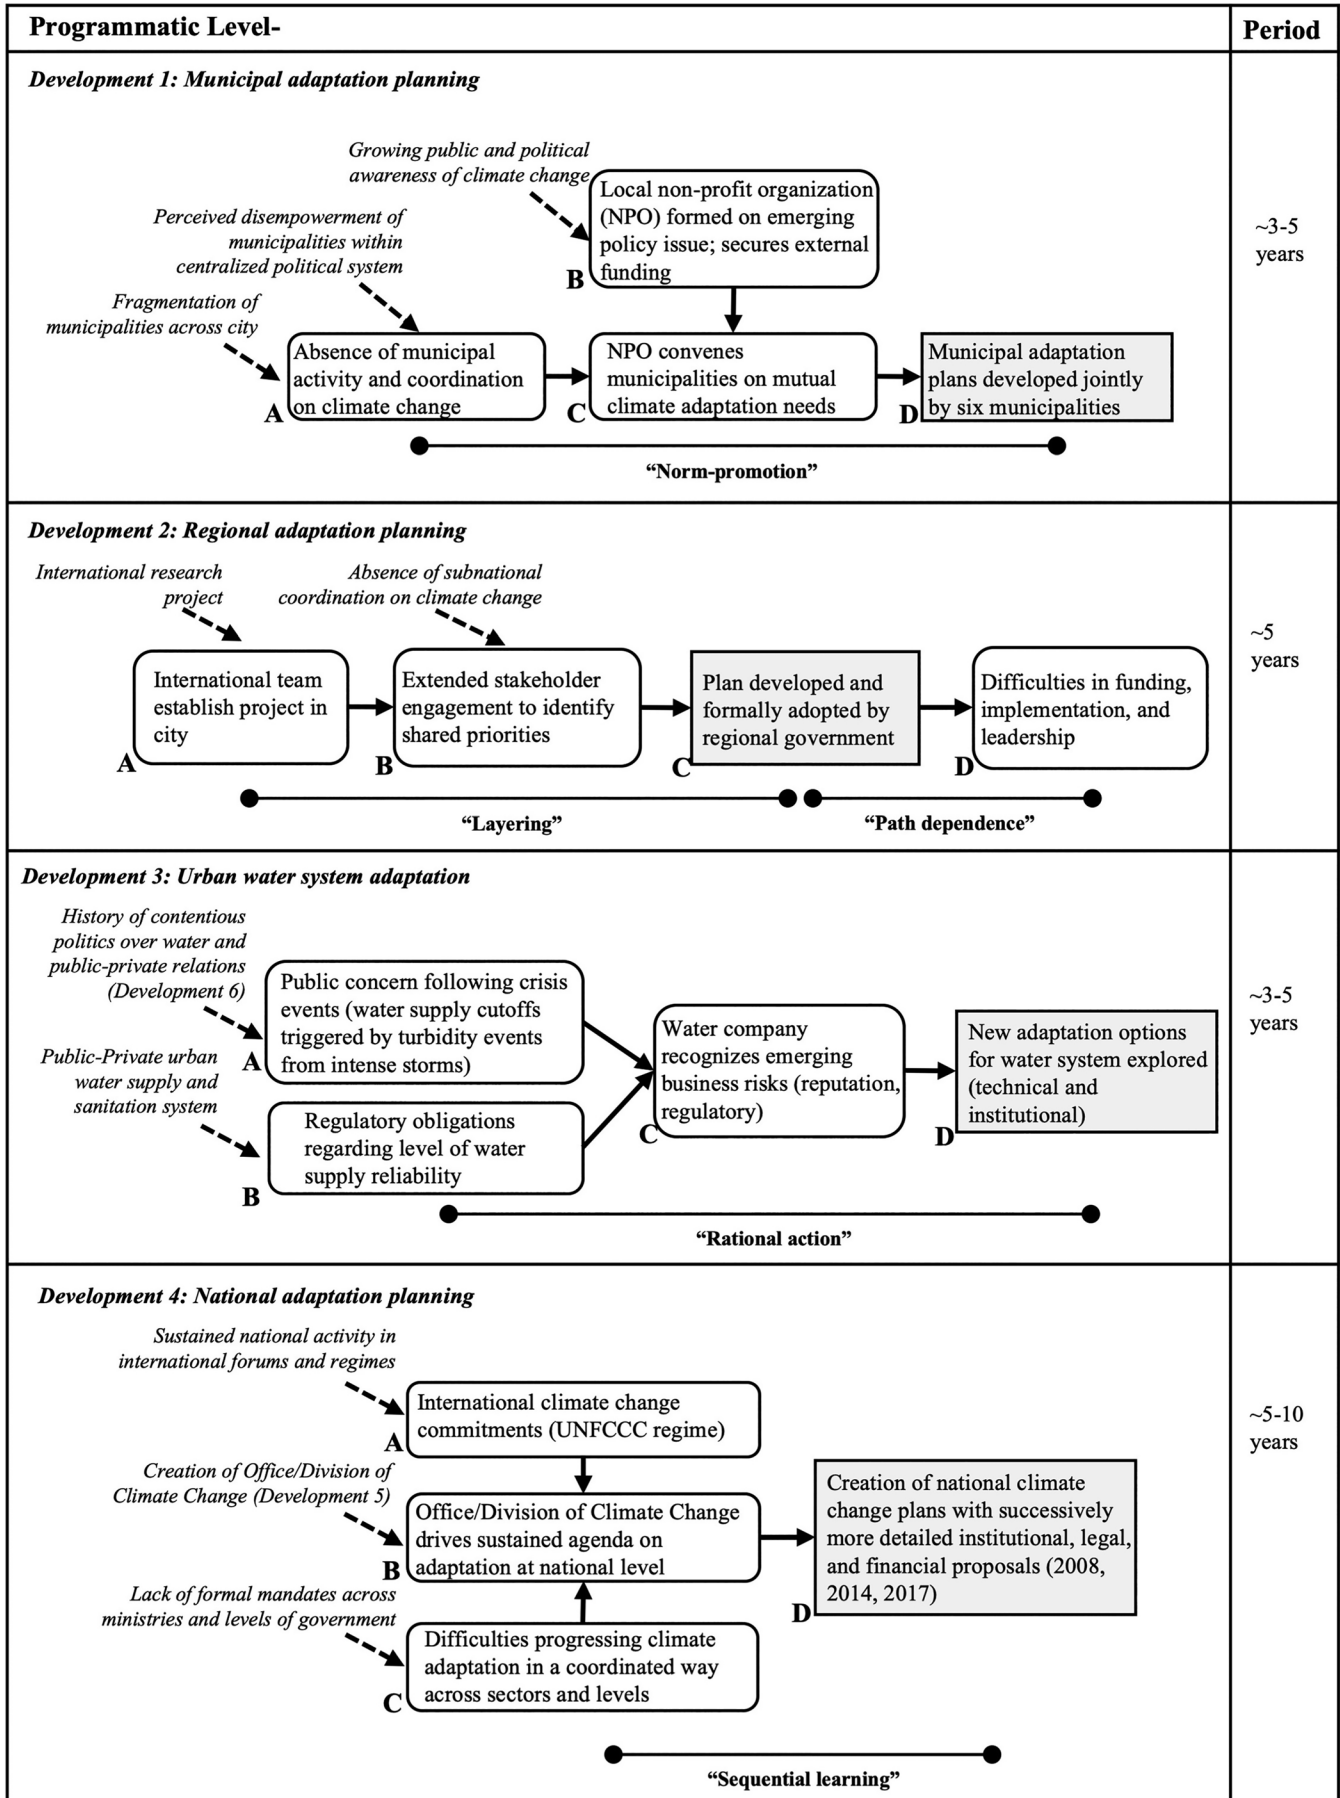 Programmatic Level-
Period
Development 1: Municipal adaptation planning
Growing public and political
awareness of climate change
Local non-profit organization
(NPO) formed on emerging
policy issue; secures external
funding
B
Perceived disempowerment of
municipalities within
centralized political system
Fragmentation of
municipalities across city
Absence of municipal
activity and coordination
on climate change
A
NPO convenes
municipalities on mutual
climate adaptation needs
C
Municipal adaptation
plans developed jointly
by six municipalities
D
“Norm-promotion”
~3-5
years
Development 2: Regional adaptation planning
International research
project
Absence of subnational
coordination on climate change
International team
establish project in
city
A
Extended stakeholder
engagement to identify
shared priorities
B
Plan developed and
formally adopted by
regional government
C
Difficulties in funding,
implementation, and
leadership
D
“Layering”
“Path dependence”
~5
years
Development 3: Urban water system adaptation
History of contentious
politics over water and
public-private relations
(Development 6)
Public concern following crisis
events (water supply cutoffs
triggered by turbidity events
from intense storms)
A
Public-Private urban
water supply and
sanitation system
Regulatory obligations
regarding level of water
supply reliability
B
Water company
recognizes emerging
business risks (reputation,
regulatory)
C
New adaptation options
for water system explored
(technical and
institutional)
D
“Rational action”
~3-5
years
Development 4: National adaptation planning
Sustained national activity in
international forums and regimes
International climate change
commitments (UNFCCC regime)
A
Creation of Office/Division of
Climate Change (Development 5)
Office/Division of Climate Change
drives sustained agenda on
adaptation at national level
B
Lack of formal mandates across
ministries and levels of government
Difficulties progressing climate
adaptation in a coordinated way
across sectors and levels
C
Creation of national climate
change plans with successively
more detailed institutional, legal,
and financial proposals (2008,
2014, 2017)
D
“Sequential learning”
~5-10
years